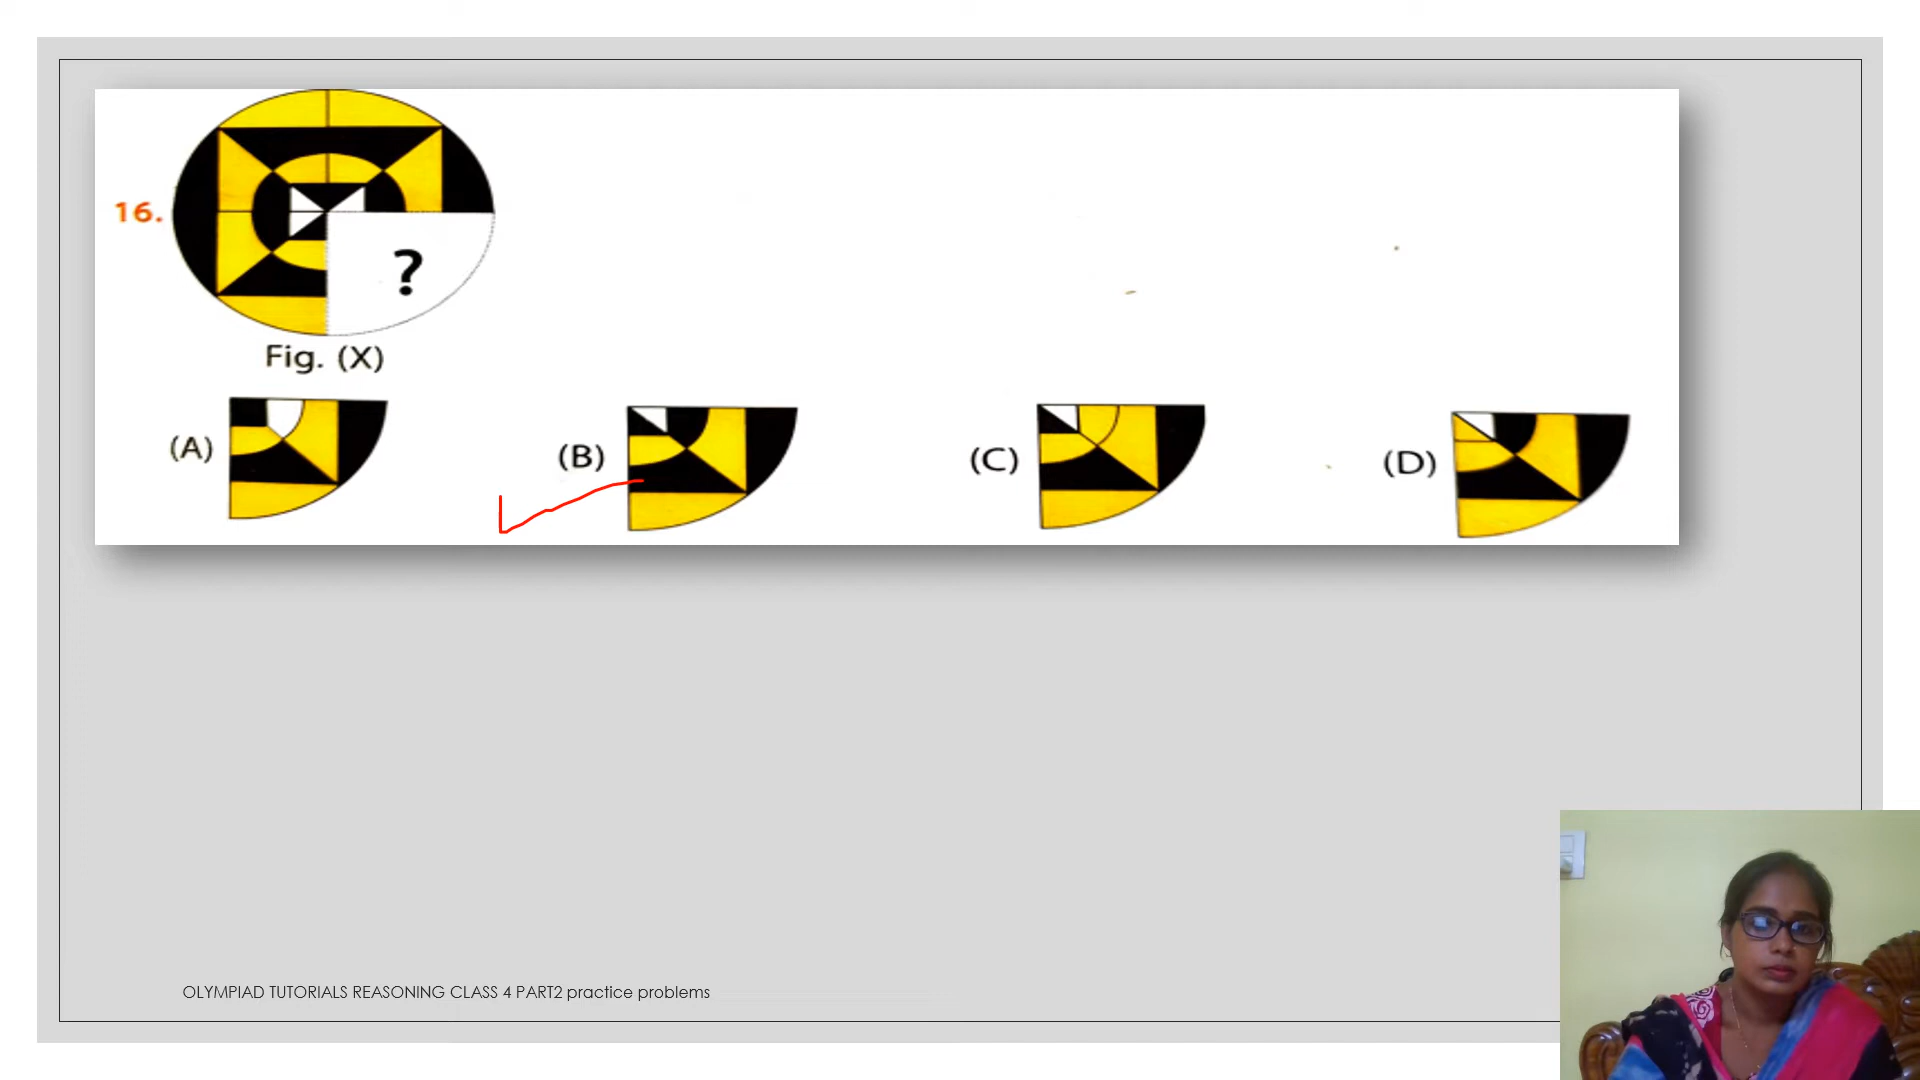 16.
?
Fig. (X)
(A)
(B)
(C)
(D)
OLYMPIAD TUTORIALS REASONING CLASS 4 PART2 practice problems